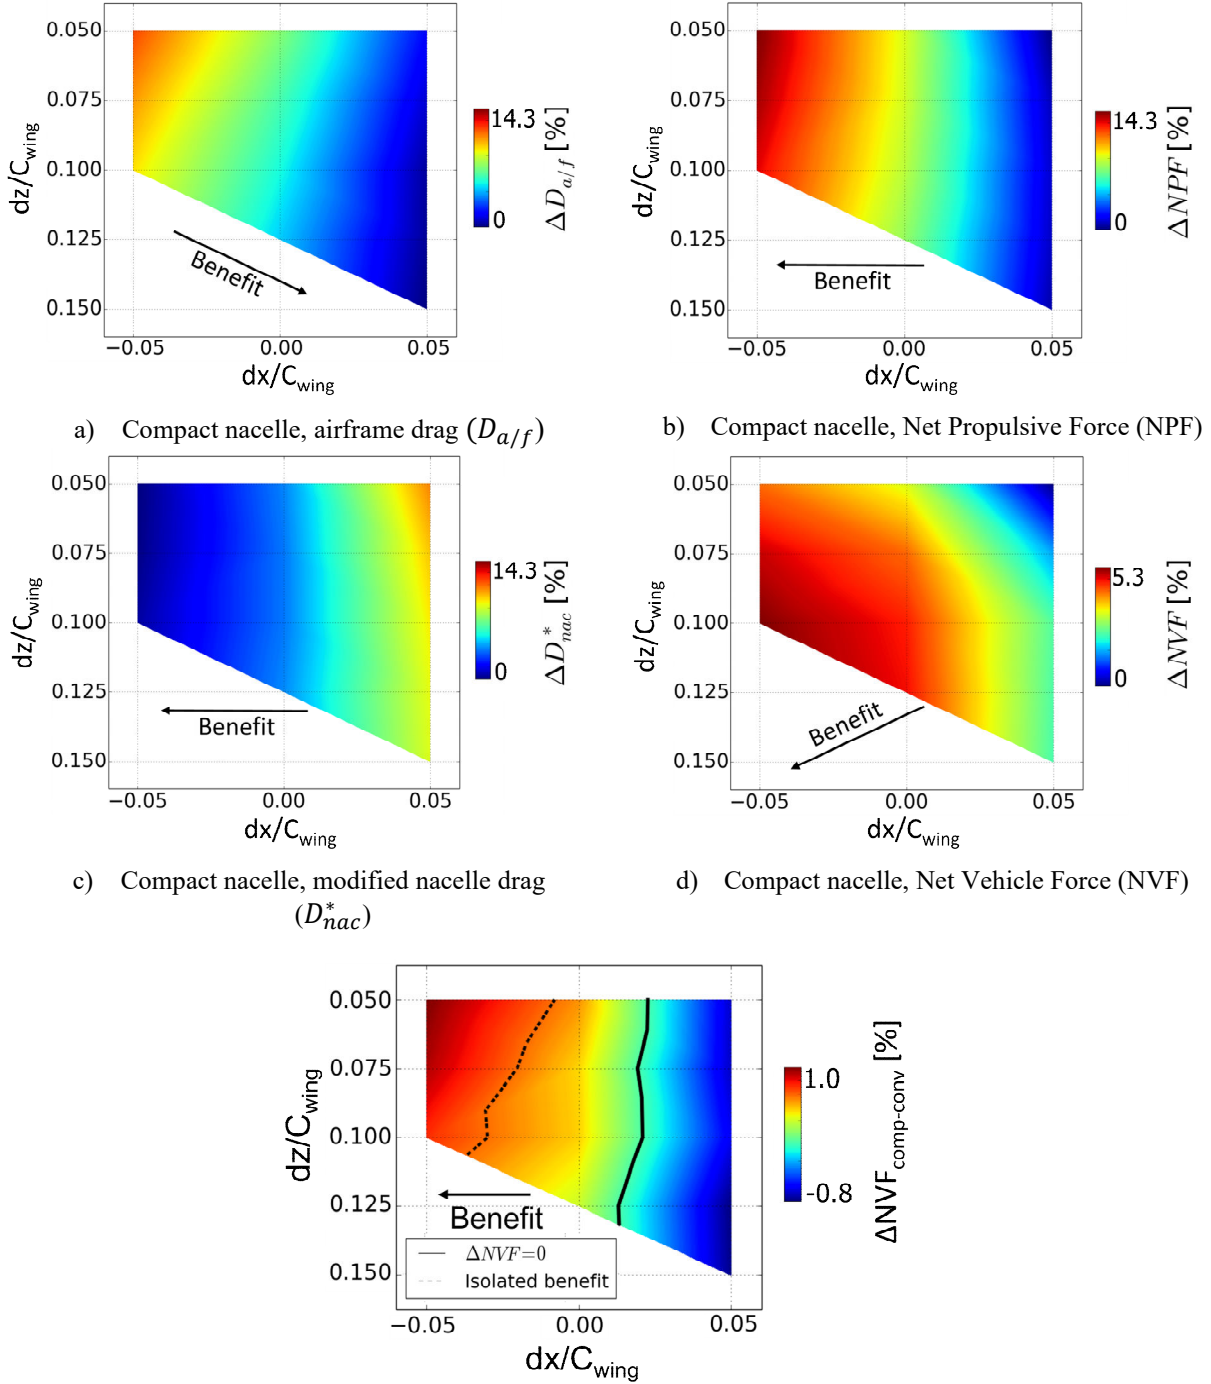 0.050
0.075
0.100
0.125
0.150
dz/C_wing
−0.05 0.00 0.05
dx/C_wing
Benefit
14.3
0
ΔD_{a/f} [%]
a) Compact nacelle, airframe drag (D_{a/f})
0.050
0.075
0.100
0.125
0.150
dz/C_wing
−0.05 0.00 0.05
dx/C_wing
Benefit
14.3
0
ΔNPF [%]
b) Compact nacelle, Net Propulsive Force (NPF)
0.050
0.075
0.100
0.125
0.150
dz/C_wing
−0.05 0.00 0.05
dx/C_wing
Benefit
14.3
0
ΔD*_{nac} [%]
c) Compact nacelle, modified nacelle drag
(D*_{nac})
0.050
0.075
0.100
0.125
0.150
dz/C_wing
−0.05 0.00 0.05
dx/C_wing
Benefit
5.3
0
ΔNVF [%]
d) Compact nacelle, Net Vehicle Force (NVF)
0.050
0.075
0.100
0.125
0.150
dz/C_wing
−0.05 0.00 0.05
dx/C_wing
Benefit
ΔNVF=0
Isolated benefit
1.0
-0.8
ΔNVF_{comp-conv} [%]